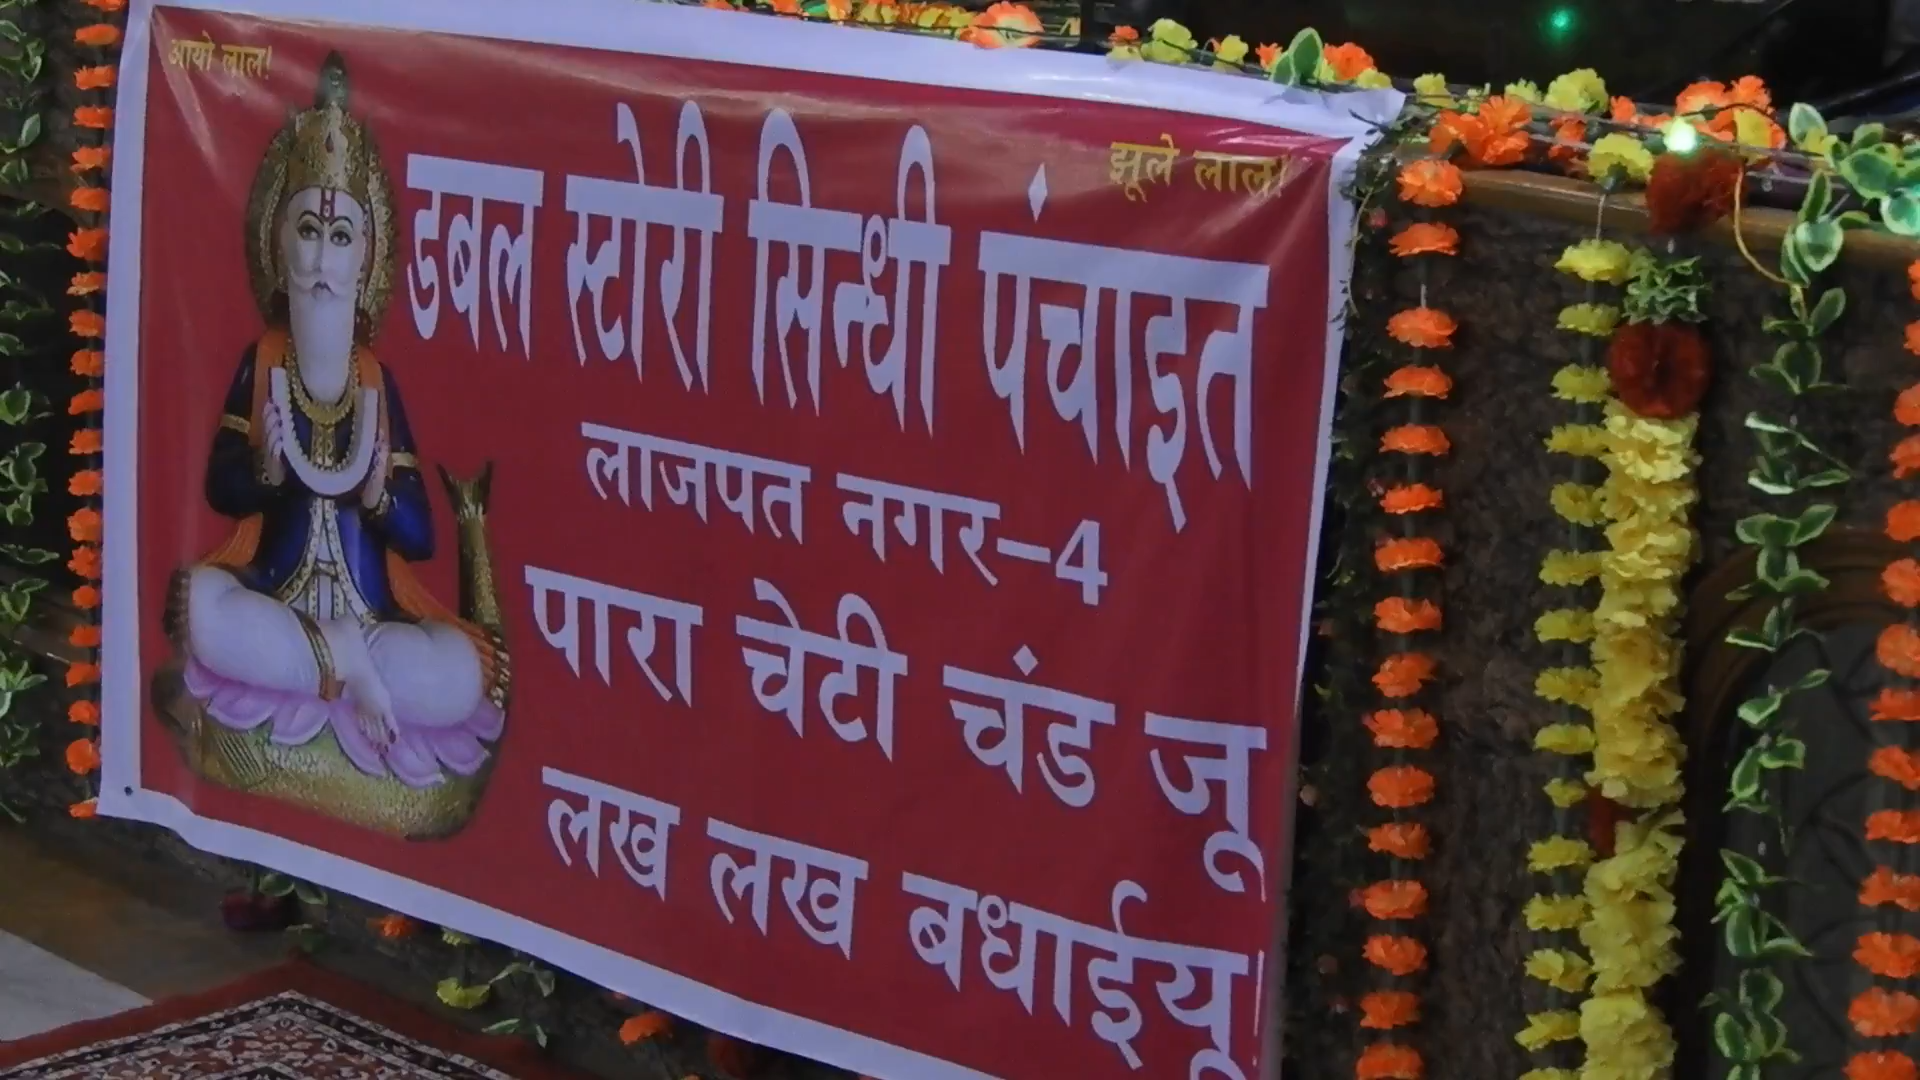 आयो लाल!
झूले लाल!
डबल स्टोरी सिन्धी पंचाइत
लाजपत नगर–4
पारा चेटी चंड जू
लख लख बधाईयू!